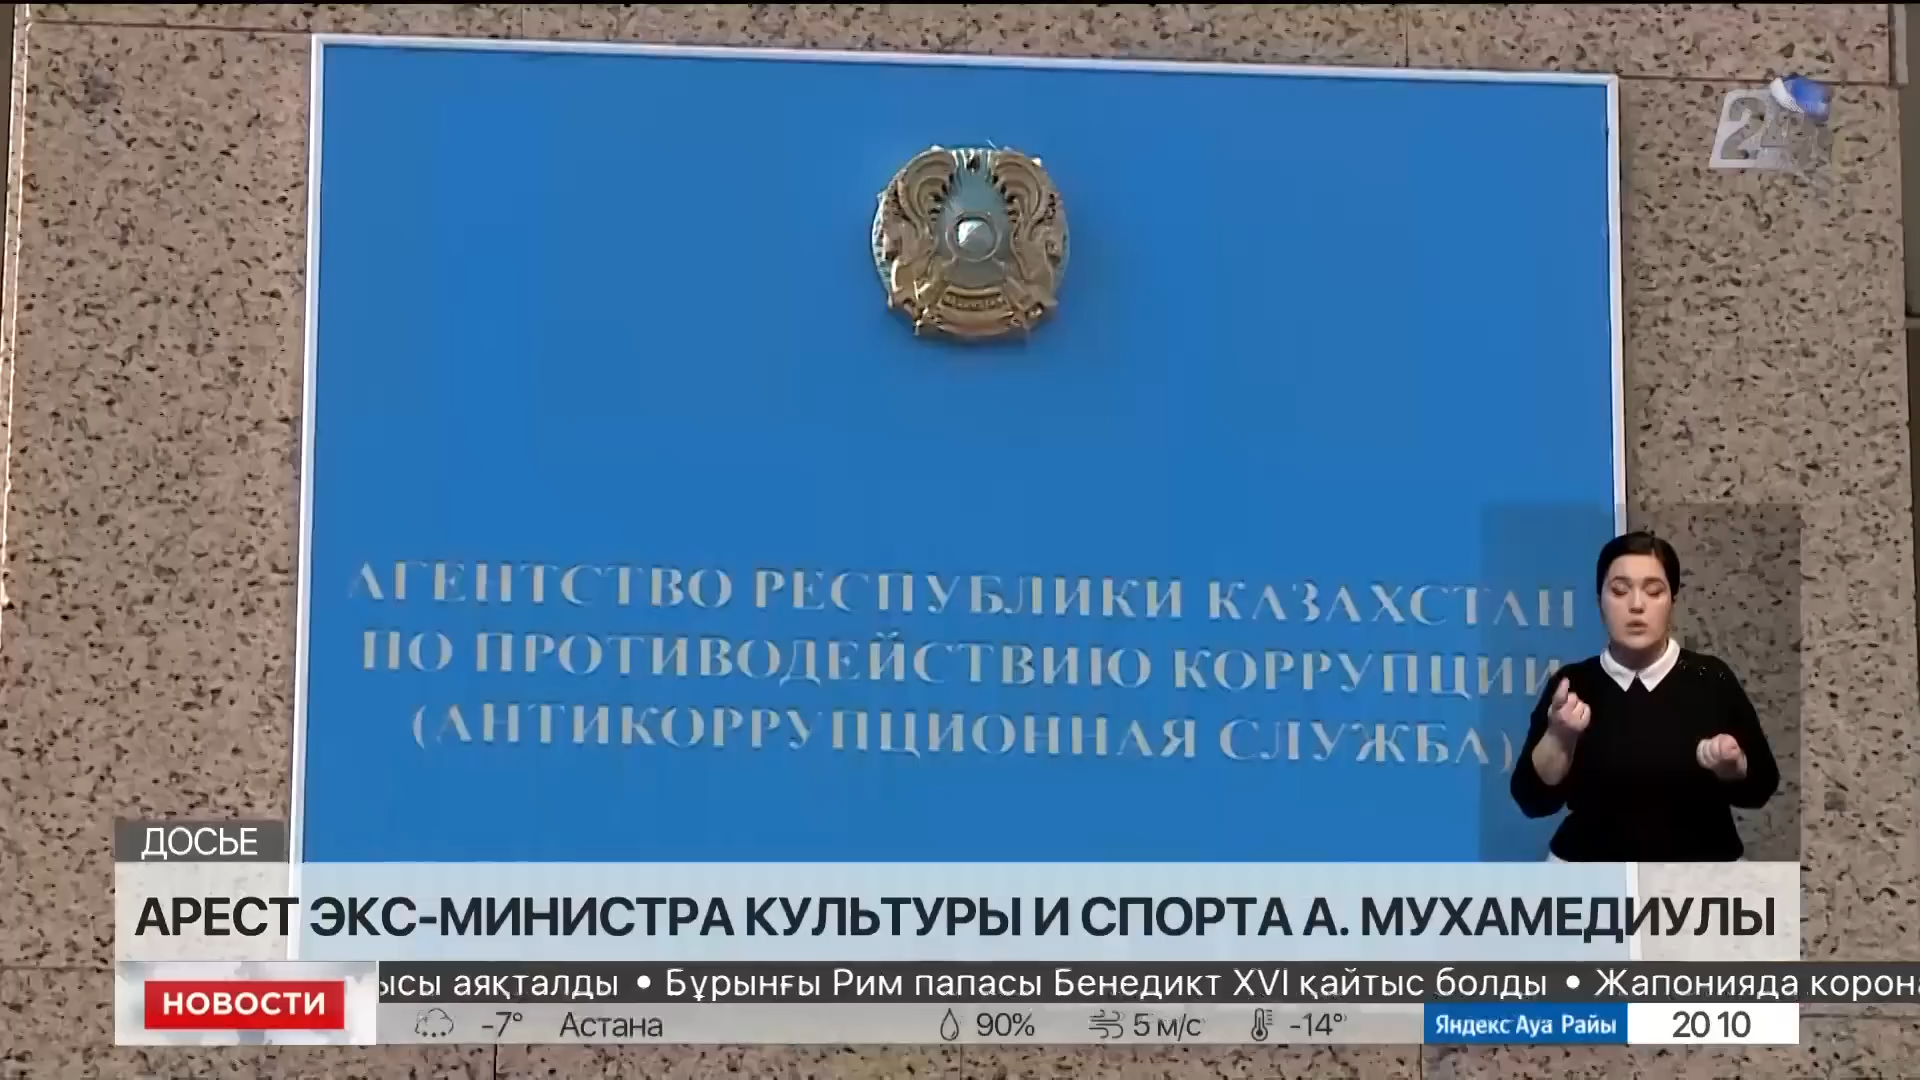 24
АГЕНТСТВО РЕСПУБЛИКИ КАЗАХСТАН
ПО ПРОТИВОДЕЙСТВИЮ КОРРУПЦИИ
(АНТИКОРРУПЦИОННАЯ СЛУЖБА)
ДОСЬЕ
АРЕСТ ЭКС-МИНИСТРА КУЛЬТУРЫ И СПОРТА А. МУХАМЕДИУЛЫ
НОВОСТИ
ысы аяқталды • Бұрынғы Рим папасы Бенедикт XVI қайтыс болды • Жапонияда корона
-7° Астана 90% 5 м/с -14° Яндекс Ауа Райы 20 10